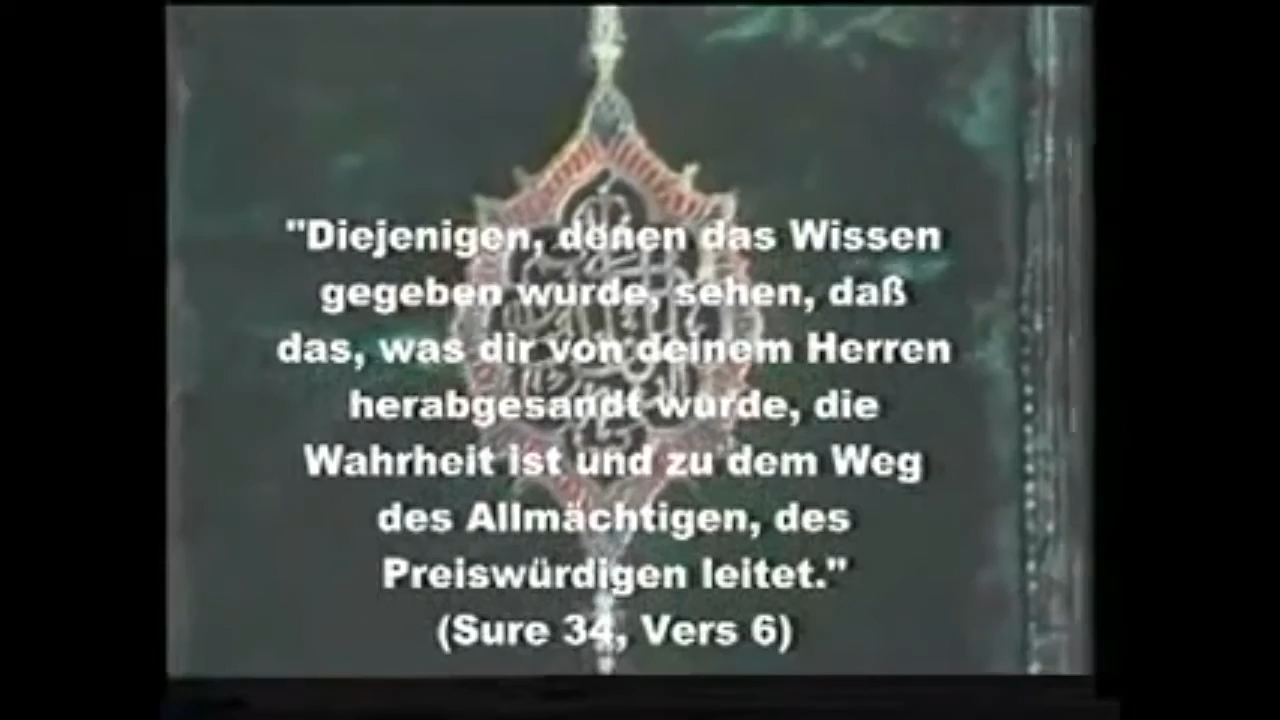 "Diejenigen, denen das Wissen
gegeben wurde, sehen, daß
das, was dir von deinem Herren
herabgesandt wurde, die
Wahrheit ist und zu dem Weg
des Allmächtigen, des
Preiswürdigen leitet."
(Sure 34, Vers 6)